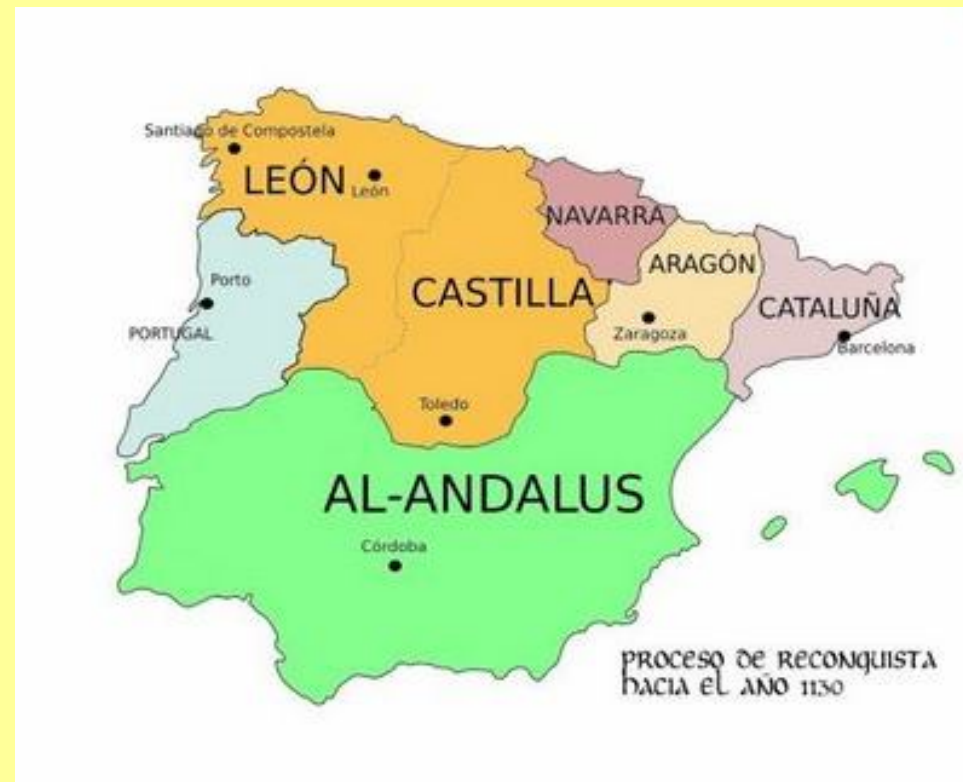 Santiago de Compostela
LEÓN
León
NAVARRA
ARAGÓN
CASTILLA
CATALUÑA
Porto
PORTUGAL
Zaragoza
Barcelona
Toledo
AL-ANDALUS
Córdoba
PROCESO DE RECONQUISTA
HACIA EL AÑO 1130